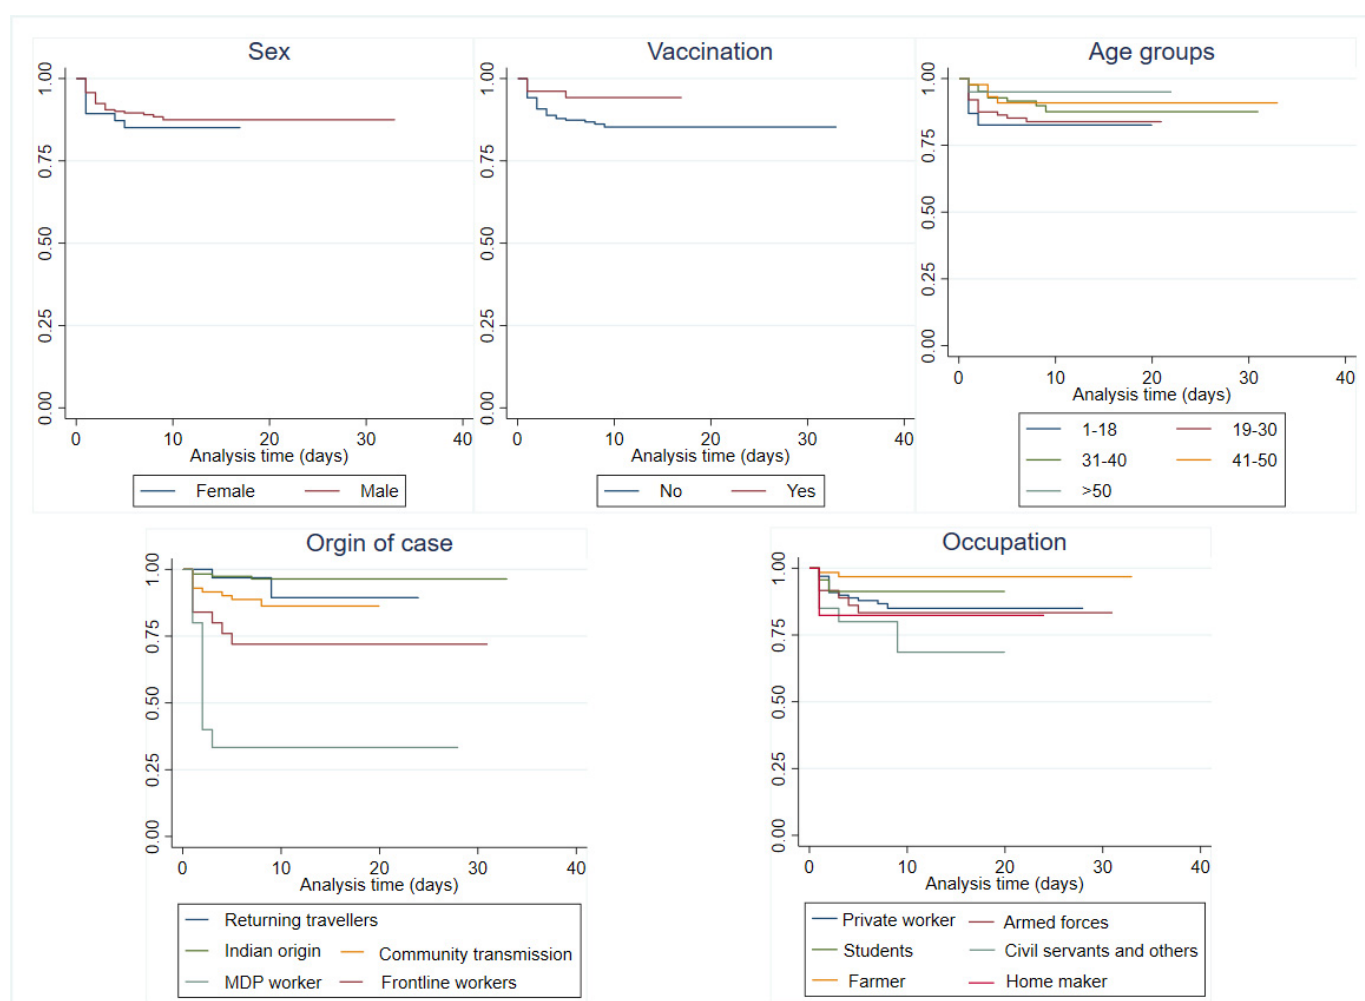 Sex
1.00
0.75
0.50
0.25
0.00
0 10 20 30 40
Analysis time (days)
Female Male
Vaccination
1.00
0.75
0.50
0.25
0.00
0 10 20 30 40
Analysis time (days)
No Yes
Age groups
1.00
0.75
0.50
0.25
0.00
0 10 20 30 40
Analysis time (days)
1-18 19-30
31-40 41-50
>50
Orgin of case
1.00
0.75
0.50
0.25
0.00
0 10 20 30 40
Analysis time (days)
Returning travellers
Indian origin Community transmission
MDP worker Frontline workers
Occupation
1.00
0.75
0.50
0.25
0.00
0 10 20 30 40
Analysis time (days)
Private worker Armed forces
Students Civil servants and others
Farmer Home maker